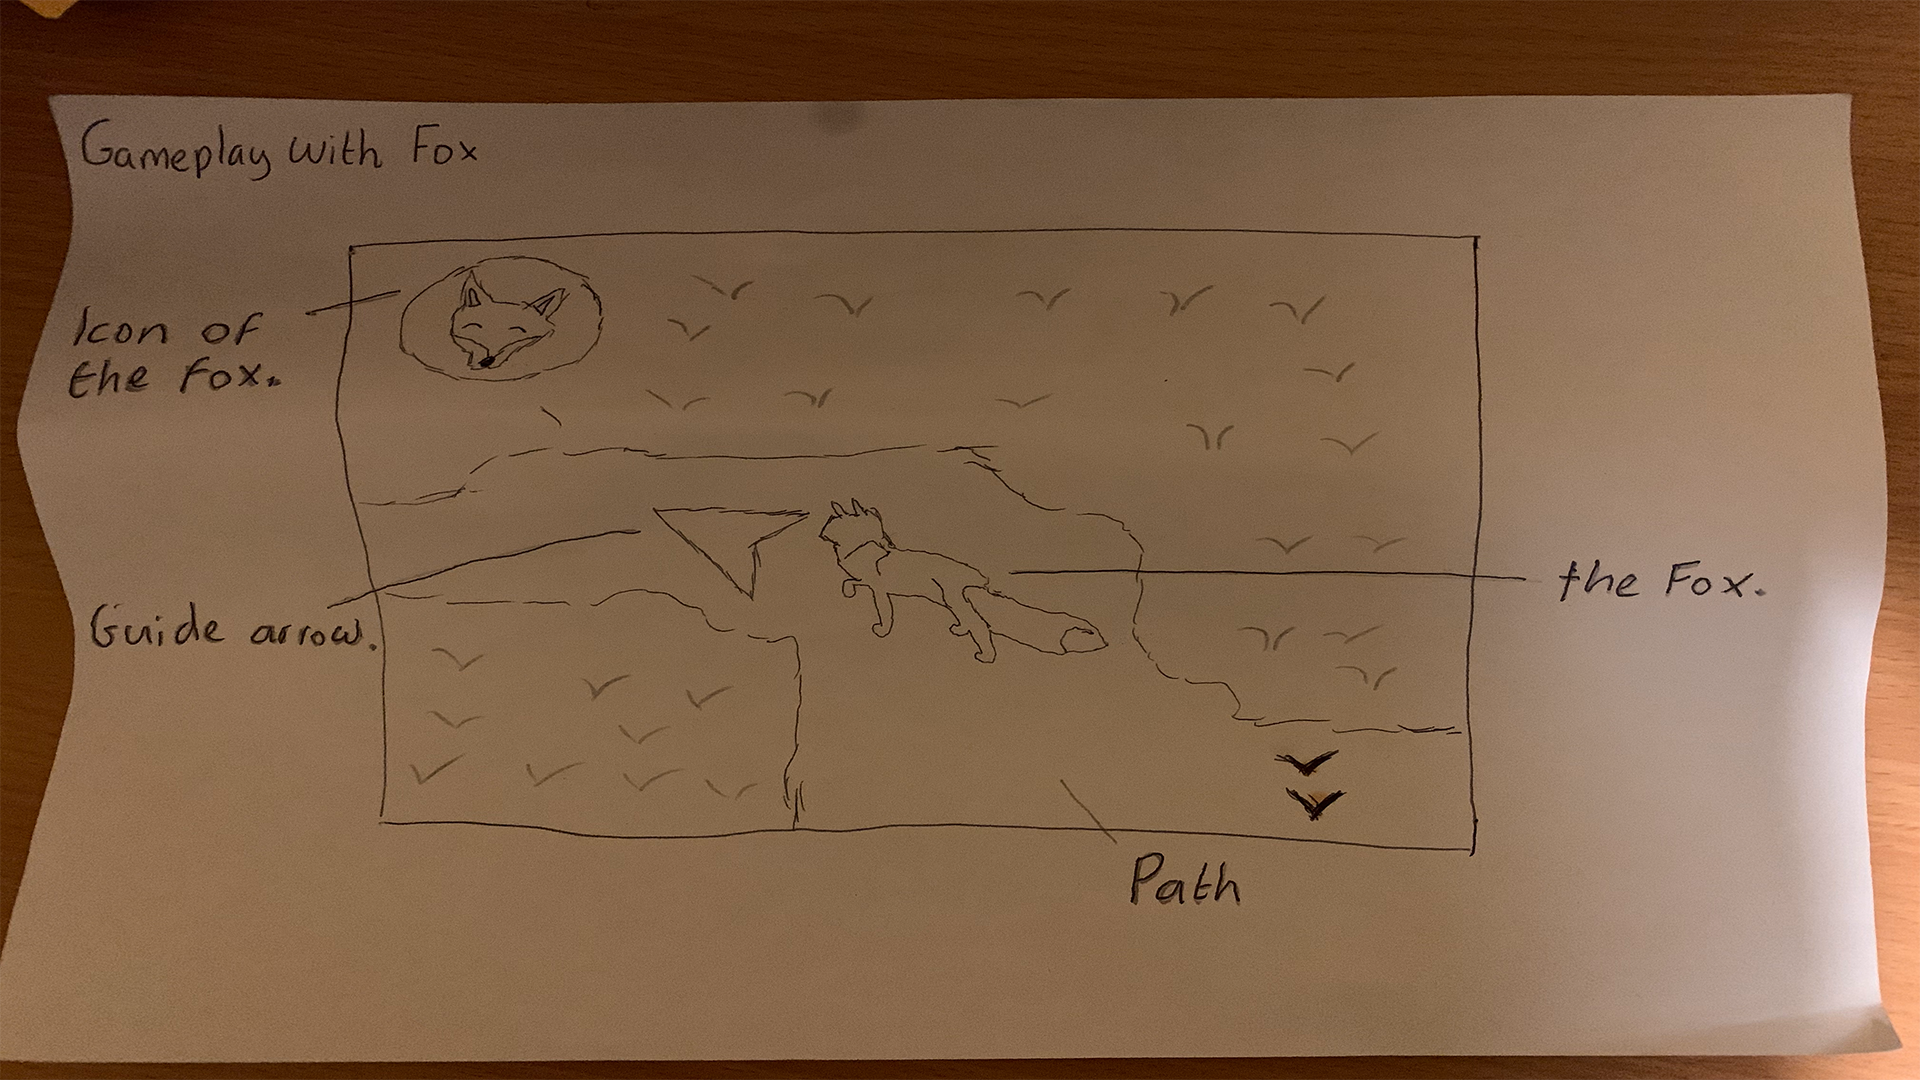 Gameplay with Fox
Icon of
the Fox.
Guide arrow.
the Fox.
Path